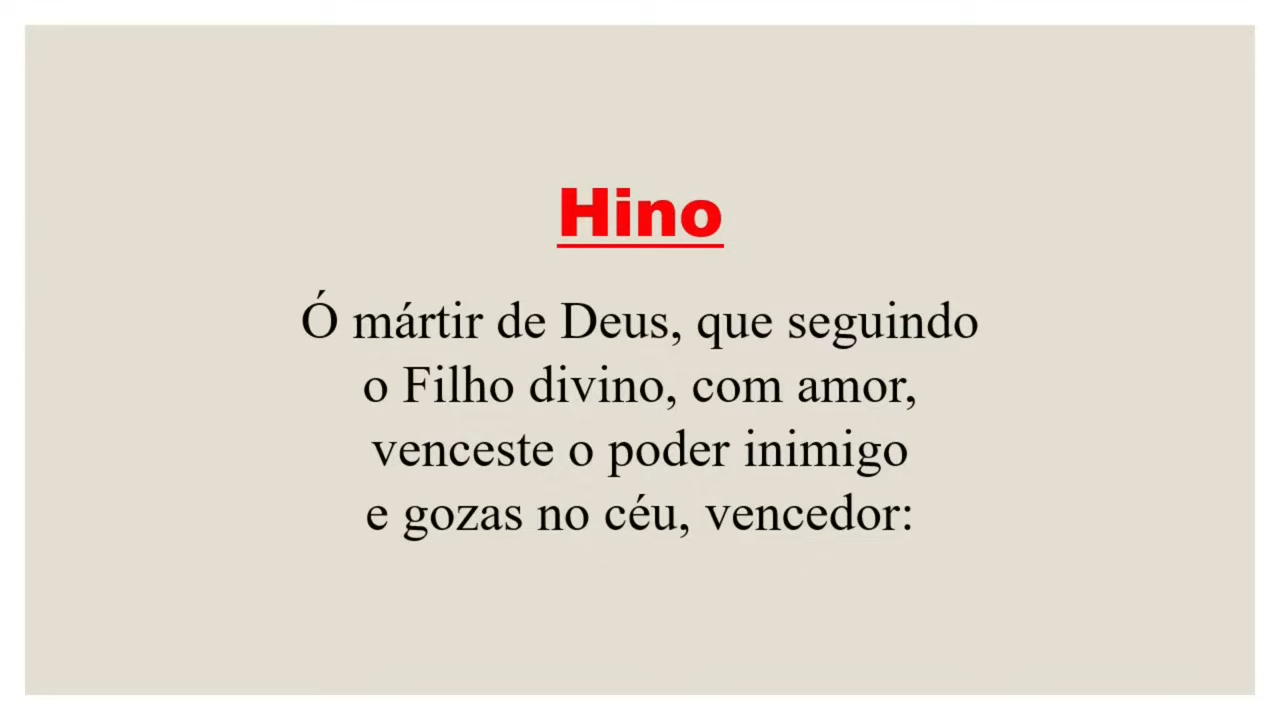 Hino
Ó mártir de Deus, que seguindo
o Filho divino, com amor,
venceste o poder inimigo
e gozas no céu, vencedor: